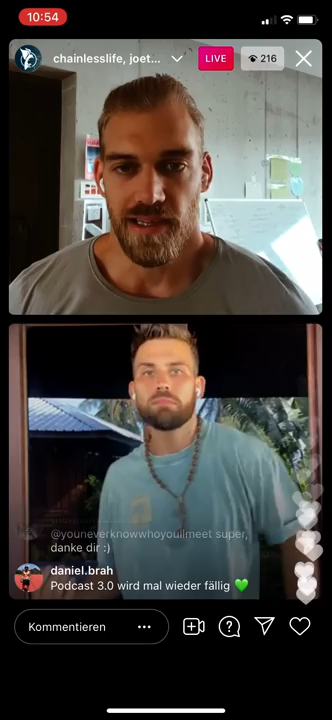 10:54
chainlesslife, joet...
LIVE
216
@youneverknowwhoyoullmeet super,
danke dir :)
daniel.brah
Podcast 3.0 wird mal wieder fällig 💚
Kommentieren